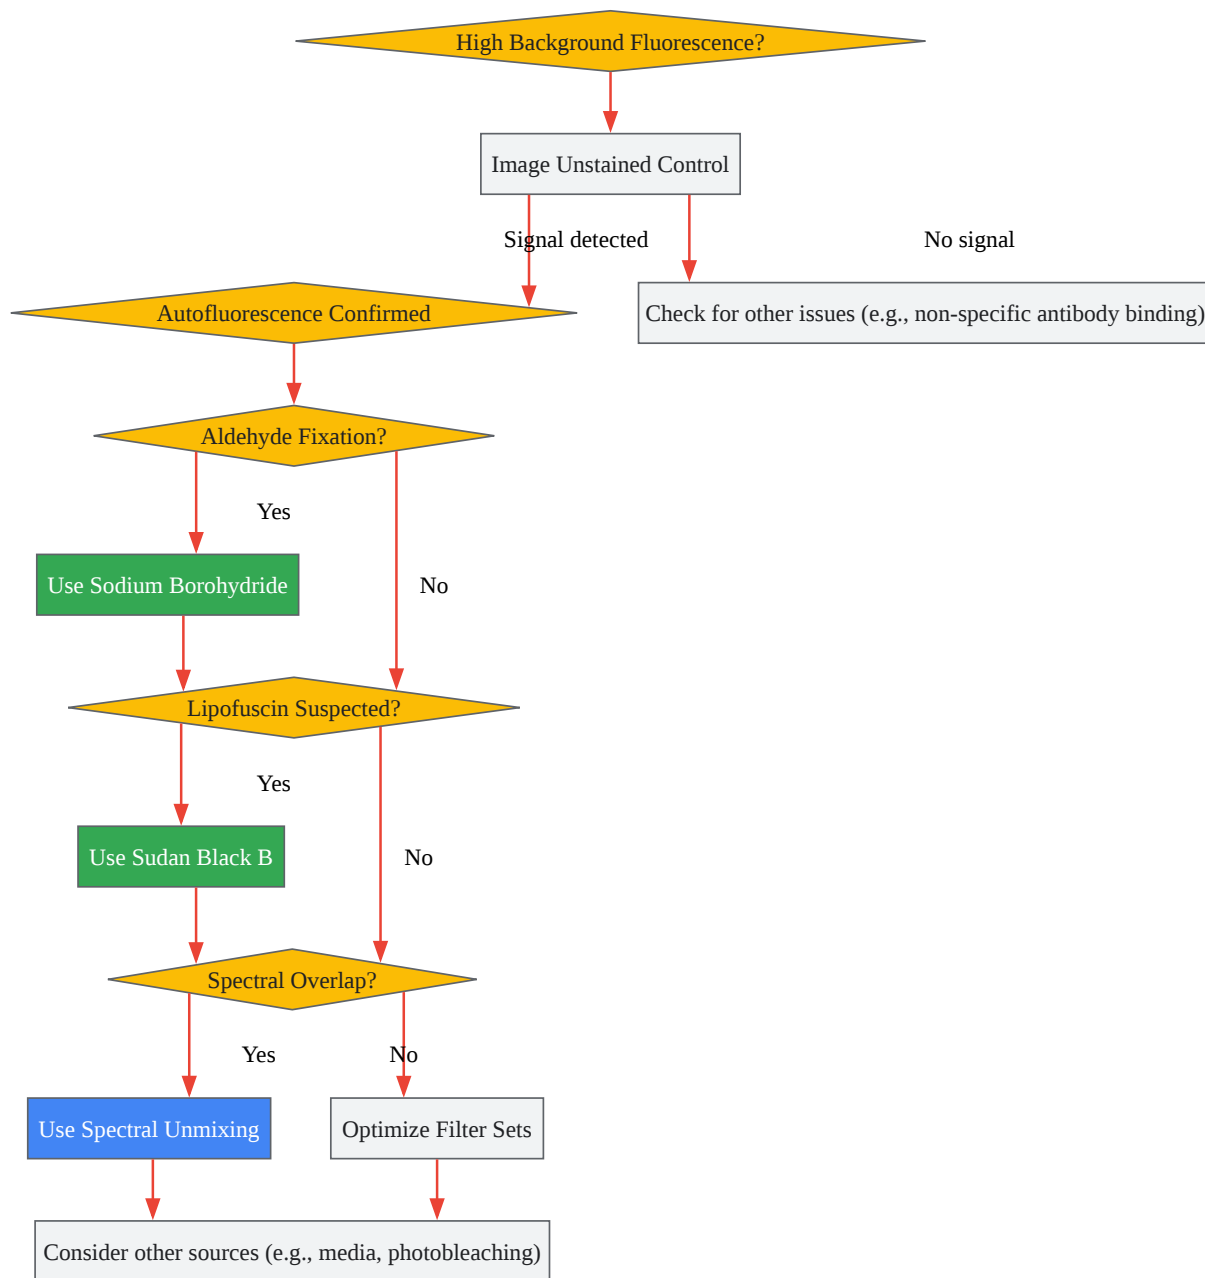 High Background Fluorescence?
Image Unstained Control
Signal detected
No signal
Autofluorescence Confirmed
Check for other issues (e.g., non-specific antibody binding)
Aldehyde Fixation?
Yes
Use Sodium Borohydride
No
Lipofuscin Suspected?
Yes
Use Sudan Black B
No
Spectral Overlap?
Yes
No
Use Spectral Unmixing
Optimize Filter Sets
Consider other sources (e.g., media, photobleaching)